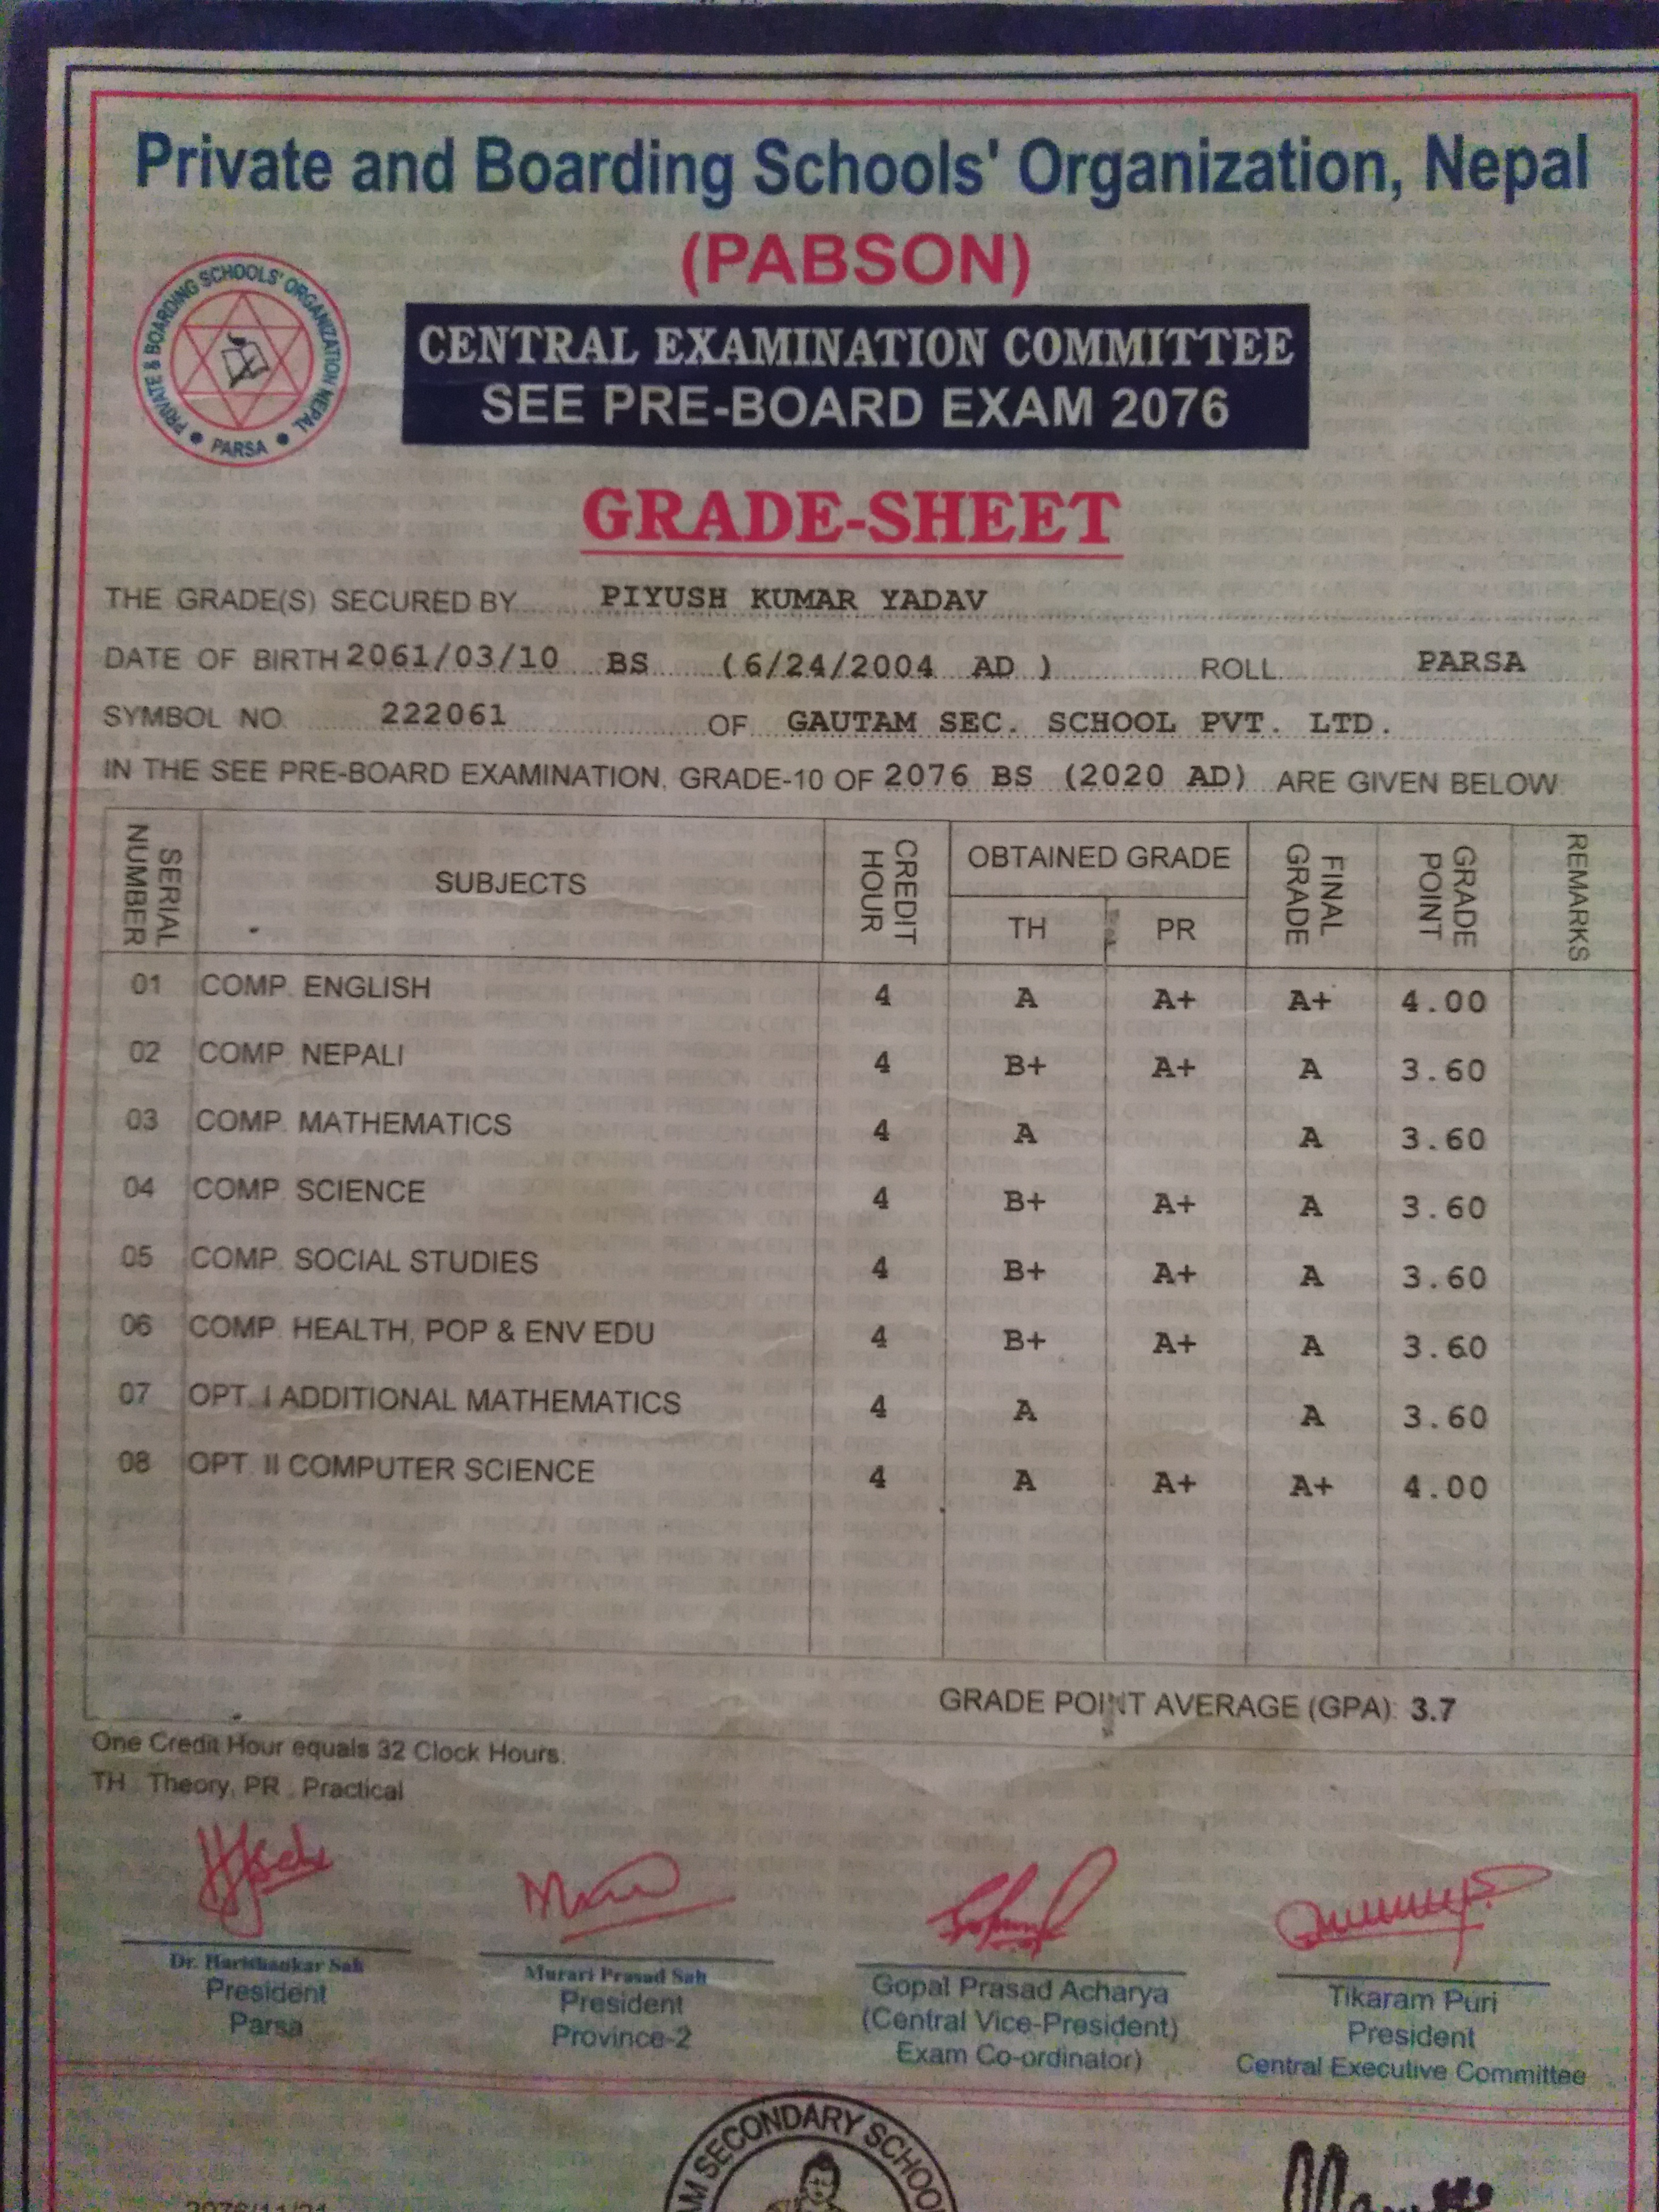 Private and Boarding Schools' Organization, Nepal
(PABSON)
PRIVATE & BOARDING SCHOOLS' ORGANIZATION NEPAL
PARSA
CENTRAL EXAMINATION COMMITTEE
SEE PRE-BOARD EXAM 2076
GRADE-SHEET
THE GRADE(S) SECURED BY PIYUSH KUMAR YADAV
DATE OF BIRTH 2061/03/10 BS (6/24/2004 AD ) ROLL PARSA
SYMBOL NO. 222061 OF GAUTAM SEC. SCHOOL PVT. LTD.
IN THE SEE PRE-BOARD EXAMINATION, GRADE-10 OF 2076 BS (2020 AD) ARE GIVEN BELOW:
SERIAL NUMBER SUBJECTS CREDIT HOUR OBTAINED GRADE FINAL GRADE GRADE POINT REMARKS
TH PR
01 COMP. ENGLISH 4 A A+ A+ 4.00
02 COMP. NEPALI 4 B+ A+ A 3.60
03 COMP. MATHEMATICS 4 A A 3.60
04 COMP. SCIENCE 4 B+ A+ A 3.60
05 COMP. SOCIAL STUDIES 4 B+ A+ A 3.60
06 COMP. HEALTH, POP & ENV EDU 4 B+ A+ A 3.60
07 OPT. I ADDITIONAL MATHEMATICS 4 A A 3.60
08 OPT. II COMPUTER SCIENCE 4 A A+ A+ 4.00
GRADE POINT AVERAGE (GPA): 3.7
One Credit Hour equals 32 Clock Hours.
TH : Theory, PR : Practical
Dr. Harishankar Sah
President
Parsa
Murari Prasad Sah
President
Province-2
Gopal Prasad Acharya
(Central Vice-President)
Exam Co-ordinator)
Tikaram Puri
President
Central Executive Committee
SECONDARY SCHOOL